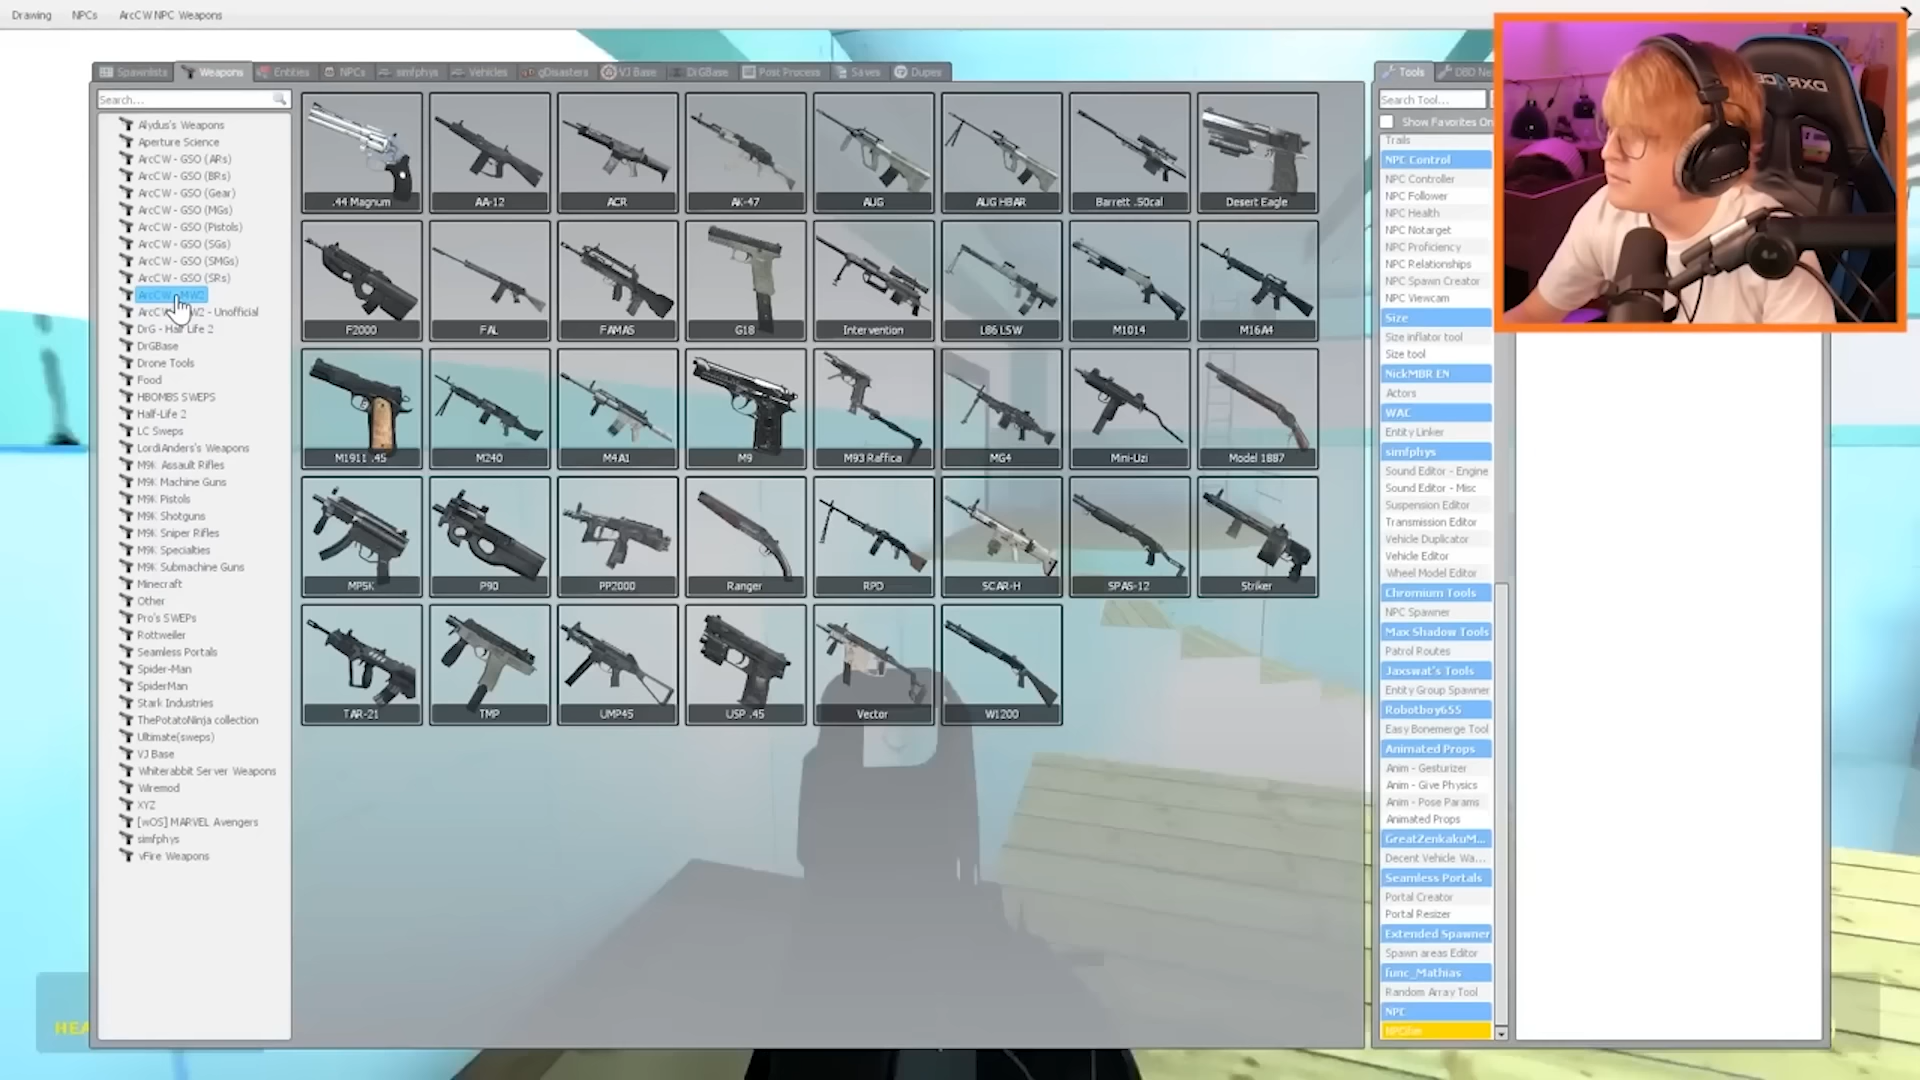 Drawing NPCs ArcCW NPC Weapons
Spawnlists Weapons Entities NPCs simfphys Vehicles gDisasters VJ Base DrGBase Post Process Saves Dupes
Search...
Alydus's Weapons
Aperture Science
ArcCW - GSO (ARs)
ArcCW - GSO (BRs)
ArcCW - GSO (Gear)
ArcCW - GSO (MGs)
ArcCW - GSO (Pistols)
ArcCW - GSO (SGs)
ArcCW - GSO (SMGs)
ArcCW - GSO (SRs)
ArcCW - MW2
- Unofficial
DrG - Half Life 2
DrGBase
Drone Tools
Food
HBOMBS SWEPS
Half-Life 2
LC Sweps
LordiAnders's Weapons
M9K Assault Rifles
M9K Machine Guns
M9K Pistols
M9K Shotguns
M9K Sniper Rifles
M9K Specialties
M9K Submachine Guns
Minecraft
Other
Pro's SWEPs
Rottweiler
Seamless Portals
Spider-Man
SpiderMan
Stark Industries
ThePotatoNinja collection
Ultimate(sweps)
VJ Base
Whiterabbit Server Weapons
Wiremod
XYZ
[wOS] MARVEL Avengers
simfphys
vFire Weapons
.44 Magnum AA-12 ACR AK-47 AUG AUG HBAR Barrett .50cal Desert Eagle
F2000 FAL FAMAS G18 Intervention L86 LSW M1014 M16A4
M1911 .45 M240 M4A1 M9 M93 Raffica MG4 Mini-Uzi Model 1887
MP5K P90 PP2000 Ranger RPD SCAR-H SPAS-12 Striker
TAR-21 TMP UMP45 USP .45 Vector W1200
Tools DBD Ne
Search Tool...
Show Favorites On
Trails
NPC Control
NPC Controller
NPC Follower
NPC Health
NPC Notarget
NPC Proficiency
NPC Relationships
NPC Spawn Creator
NPC Viewcam
Size
Size inflator tool
Size tool
NickMBR EN
Actors
WAC
Entity Linker
simfphys
Sound Editor - Engine
Sound Editor - Misc
Suspension Editor
Transmission Editor
Vehicle Duplicator
Vehicle Editor
Wheel Model Editor
Chromium Tools
NPC Spawner
Max Shadow Tools
Patrol Routes
Jaxswat's Tools
Entity Group Spawner
Robotboy655
Easy Bonemerge Tool
Animated Props
Anim - Gesturizer
Anim - Give Physics
Anim - Pose Params
Animated Props
GreatZenkakuM...
Decent Vehicle Wa...
Seamless Portals
Portal Creator
Portal Resizer
Extended Spawner
Spawn areas Editor
func_Mathias
Random Array Tool
NPC
HEA
DXRACER